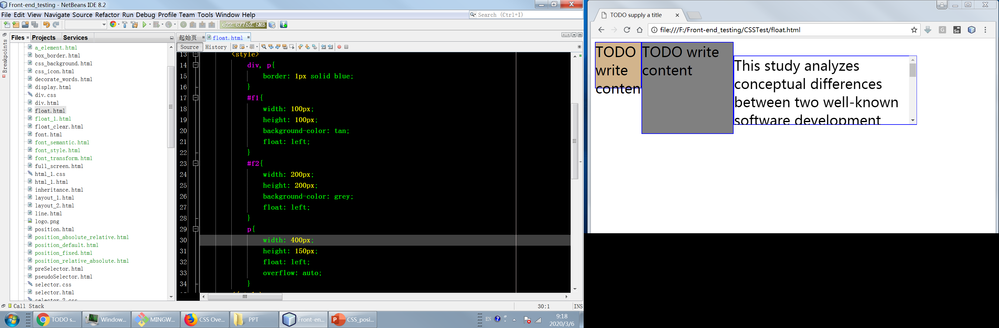 Front-end_testing - NetBeans IDE 8.2
File Edit View Navigate Source Refactor Run Debug Profile Team Tools Window Help
Search (Ctrl+I)
622.6/752.5MB
Breakpoints
Files
Projects
Services
a_element.html
box_border.html
css_background.html
css_icon.html
decorate_words.html
display.html
div.css
div.html
float.html
float_1.html
float_clear.html
font.html
font_semantic.html
font_style.html
font_transform.html
full_screen.html
html_1.css
html_1.html
inheritance.html
layout_1.html
layout_2.html
line.html
logo.png
position.html
position_absolute_relative.html
position_default.html
position_fixed.html
position_relative_absolute.html
preSelector.html
pseudoSelector.html
selector.css
selector.html
selector_2.css
起始页
float.html
Source
History
13 <style>
14 div, p{
15 border: 1px solid blue;
16 }
17 #f1{
18 width: 100px;
19 height: 100px;
20 background-color: tan;
21 float: left;
22 }
23 #f2{
24 width: 200px;
25 height: 200px;
26 background-color: grey;
27 float: left;
28 }
29 p{
30 width: 400px;
31 height: 150px;
32 float: left;
33 overflow: auto;
34 }
Call Stack
30:1
INS
TODO s...
Window...
MINGW...
CSS Ove...
PPT
Front-en...
CSS_posi...
EN
9:18
2020/3/6
TODO supply a title
file:///F:/Front-end_testing/CSSTest/float.html
TODO
write
conten
TODO write
content
This study analyzes
conceptual differences
between two well-known
software development